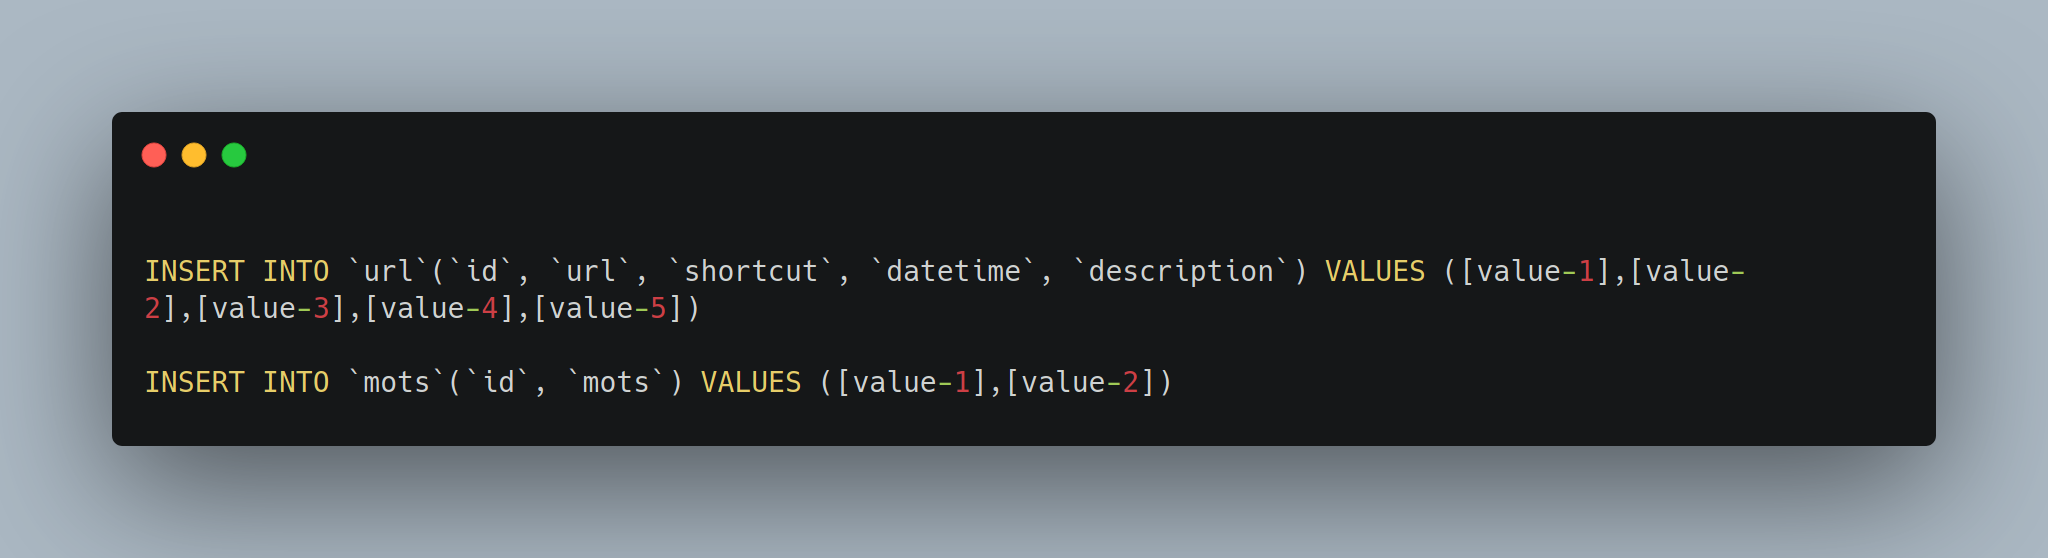 INSERT INTO `url`(`id`, `url`, `shortcut`, `datetime`, `description`) VALUES ([value-1],[value-
2],[value-3],[value-4],[value-5])
INSERT INTO `mots`(`id`, `mots`) VALUES ([value-1],[value-2])